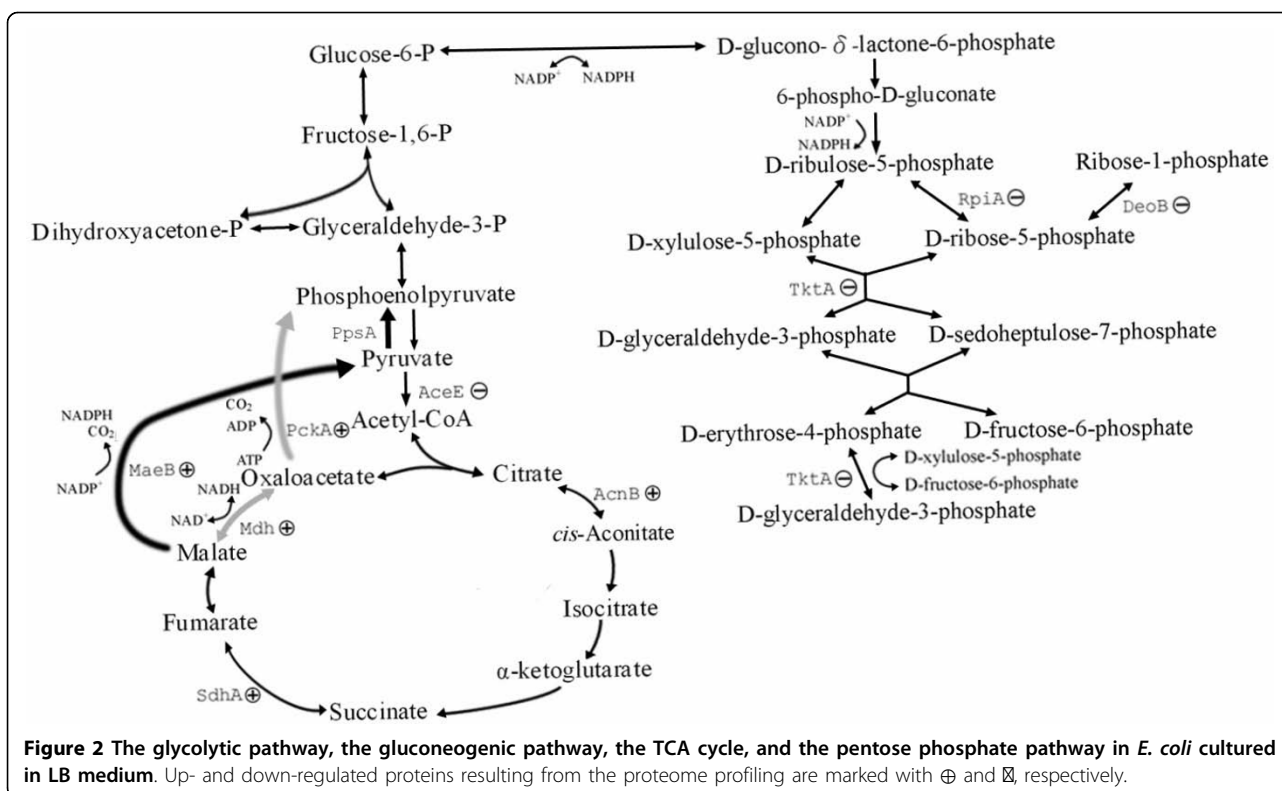 Glucose-6-P
D-glucono- δ -lactone-6-phosphate
NADP⁺ NADPH
6-phospho-D-gluconate
NADP⁺
NADPH
Fructose-1,6-P
D-ribulose-5-phosphate
Ribose-1-phosphate
RpiA⊖
DeoB⊖
Dihydroxyacetone-P
Glyceraldehyde-3-P
D-xylulose-5-phosphate
D-ribose-5-phosphate
TktA⊖
Phosphoenolpyruvate
PpsA
D-glyceraldehyde-3-phosphate
D-sedoheptulose-7-phosphate
Pyruvate
AceE⊖
CO₂
ADP
NADPH
CO₂
PckA⊕
Acetyl-CoA
D-erythrose-4-phosphate
D-fructose-6-phosphate
ATP
MaeB⊕
NADP⁺
NADH
Oxaloacetate
Citrate
TktA⊖
D-xylulose-5-phosphate
D-fructose-6-phosphate
AcnB⊕
D-glyceraldehyde-3-phosphate
NAD⁺
Mdh⊕
cis-Aconitate
Malate
Isocitrate
Fumarate
α-ketoglutarate
SdhA⊕
Succinate
Figure 2 The glycolytic pathway, the gluconeogenic pathway, the TCA cycle, and the pentose phosphate pathway in E. coli cultured
in LB medium. Up- and down-regulated proteins resulting from the proteome profiling are marked with ⊕ and , respectively.